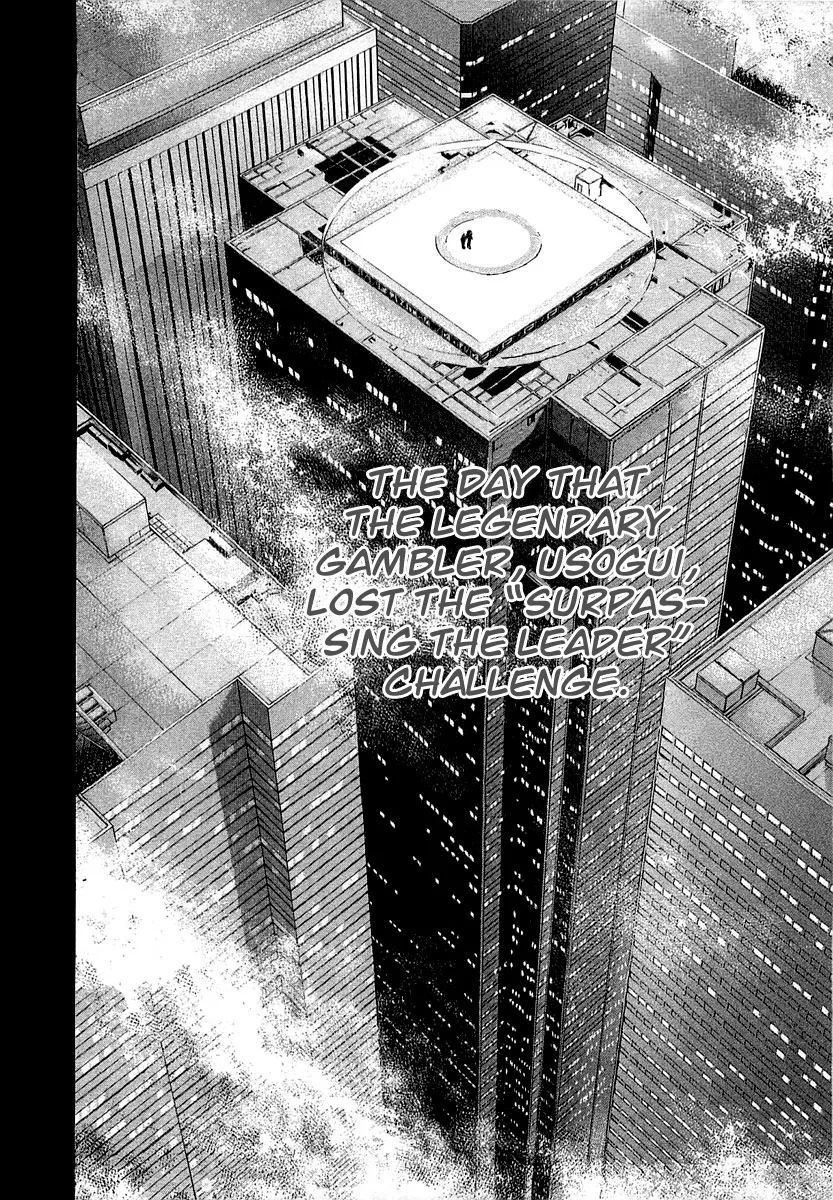 THE DAY THAT
THE LEGENDARY
GAMBLER, USOGUI,
LOST THE “SURPAS-
SING THE LEADER”
CHALLENGE.